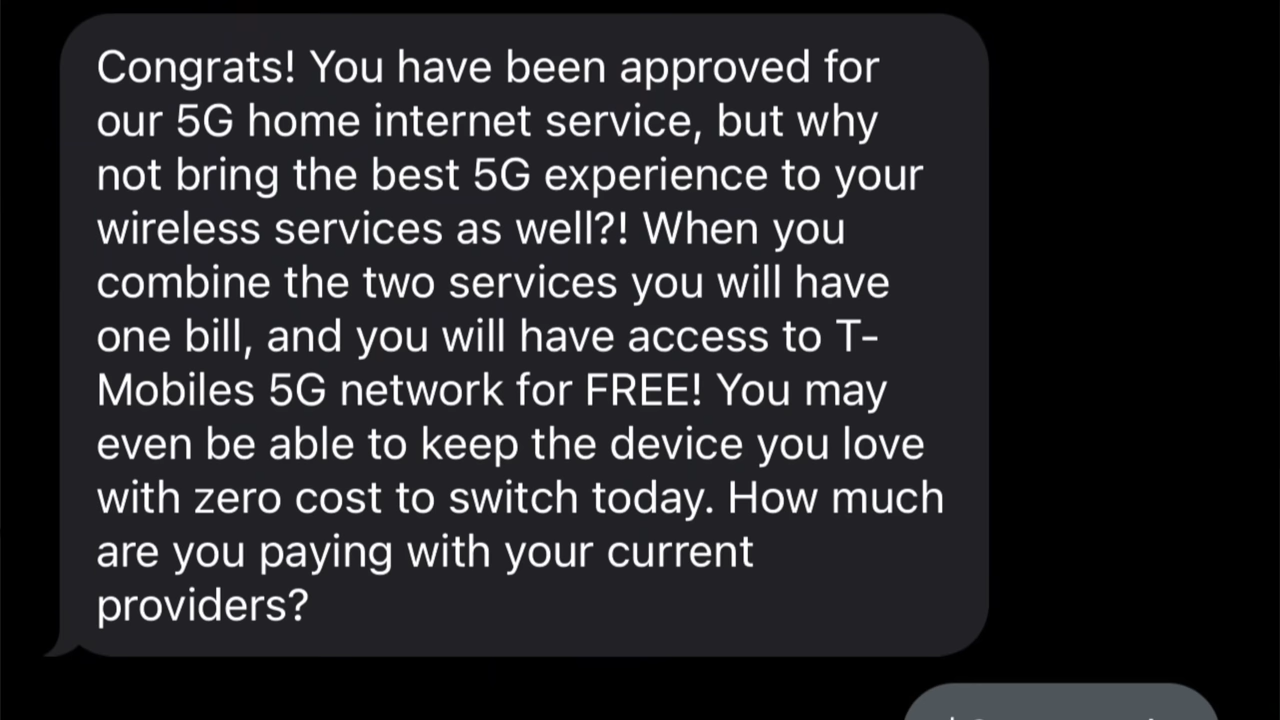 Congrats! You have been approved for
our 5G home internet service, but why
not bring the best 5G experience to your
wireless services as well?! When you
combine the two services you will have
one bill, and you will have access to T-
Mobiles 5G network for FREE! You may
even be able to keep the device you love
with zero cost to switch today. How much
are you paying with your current
providers?